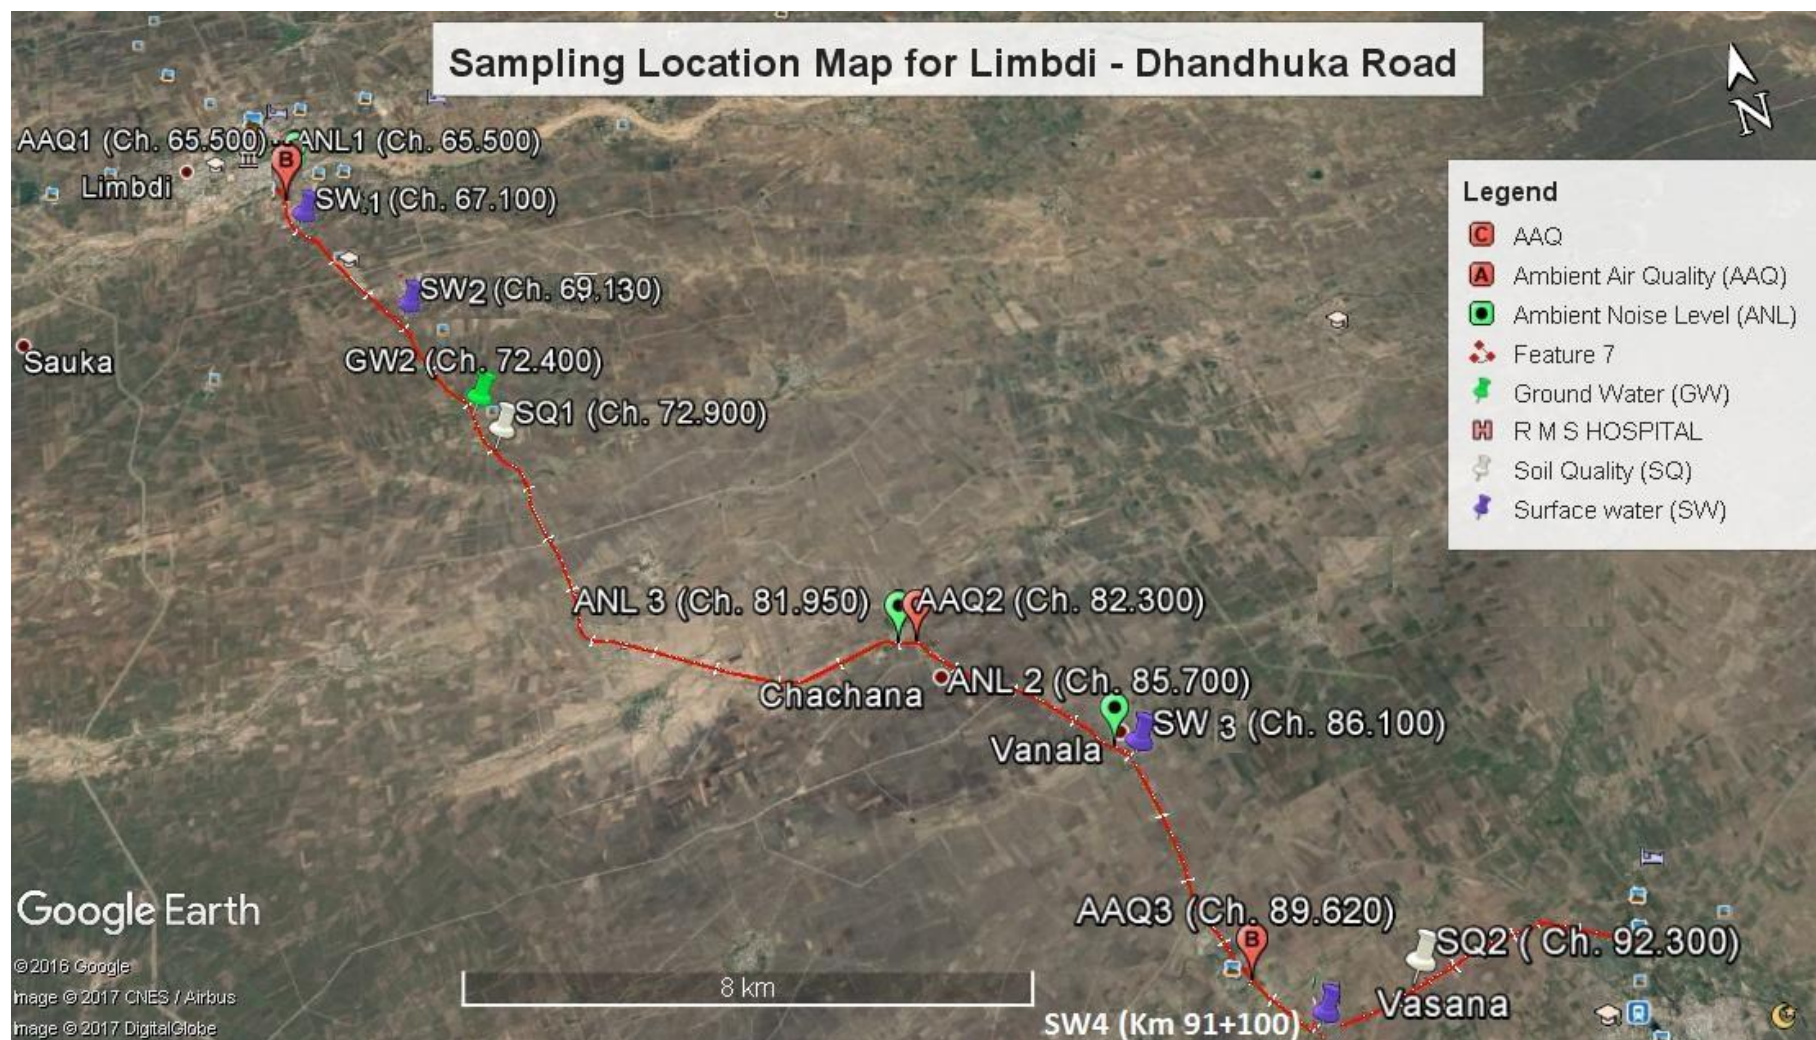 Sampling Location Map for Limbdi - Dhandhuka Road
N
AAQ1 (Ch. 65.500)
ANL1 (Ch. 65.500)
B
Limbdi
SW 1 (Ch. 67.100)
SW2 (Ch. 69.130)
Sauka
GW2 (Ch. 72.400)
SQ1 (Ch. 72.900)
Legend
C AAQ
A Ambient Air Quality (AAQ)
Ambient Noise Level (ANL)
Feature 7
Ground Water (GW)
H R M S HOSPITAL
Soil Quality (SQ)
Surface water (SW)
ANL 3 (Ch. 81.950)
AAQ2 (Ch. 82.300)
Chachana
ANL 2 (Ch. 85.700)
SW 3 (Ch. 86.100)
Vanala
AAQ3 (Ch. 89.620)
B
SQ2 ( Ch. 92.300)
Vasana
SW4 (Km 91+100)
8 km
Google Earth
©2016 Google
Image © 2017 CNES / Airbus
Image © 2017 DigitalGlobe